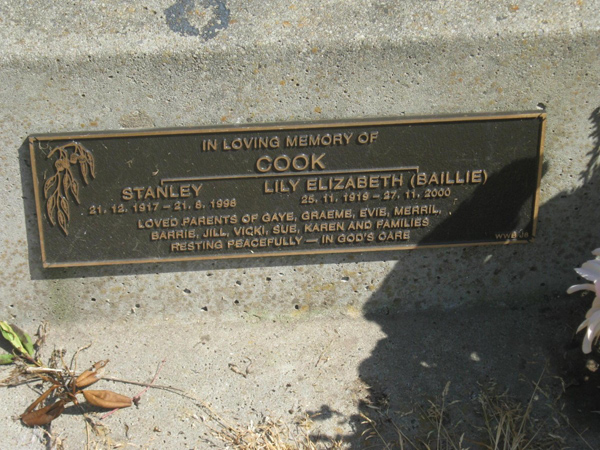 IN LOVING MEMORY OF
COOK
STANLEY LILY ELIZABETH (BAILLIE)
21. 12. 1917 - 21. 8. 1996 25. 11. 1919 - 27. 11. 2000
LOVED PARENTS OF GAYE, GRAEME, EVIE, MERRIL,
BARRIE, JILL, VICKI, SUE, KAREN AND FAMILIES
RESTING PEACEFULLY — IN GOD'S CARE